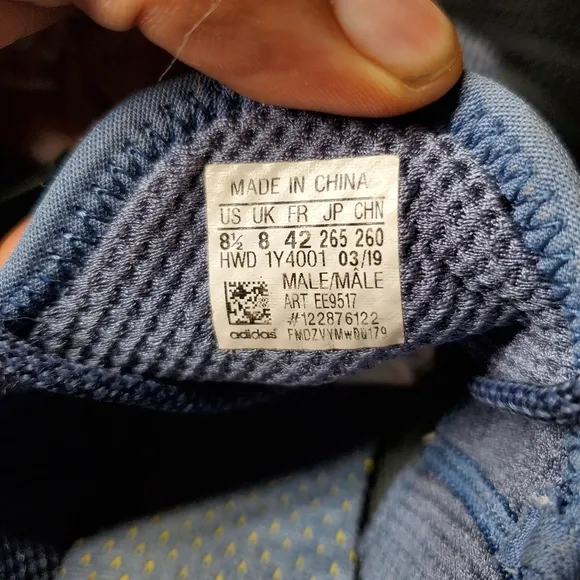 MADE IN CHINA
US UK FR JP CHN
8½ 8 42 265 260
HWD 1Y4001 03/19
MALE/MÂLE
ART EE9517
#122876122
adidas